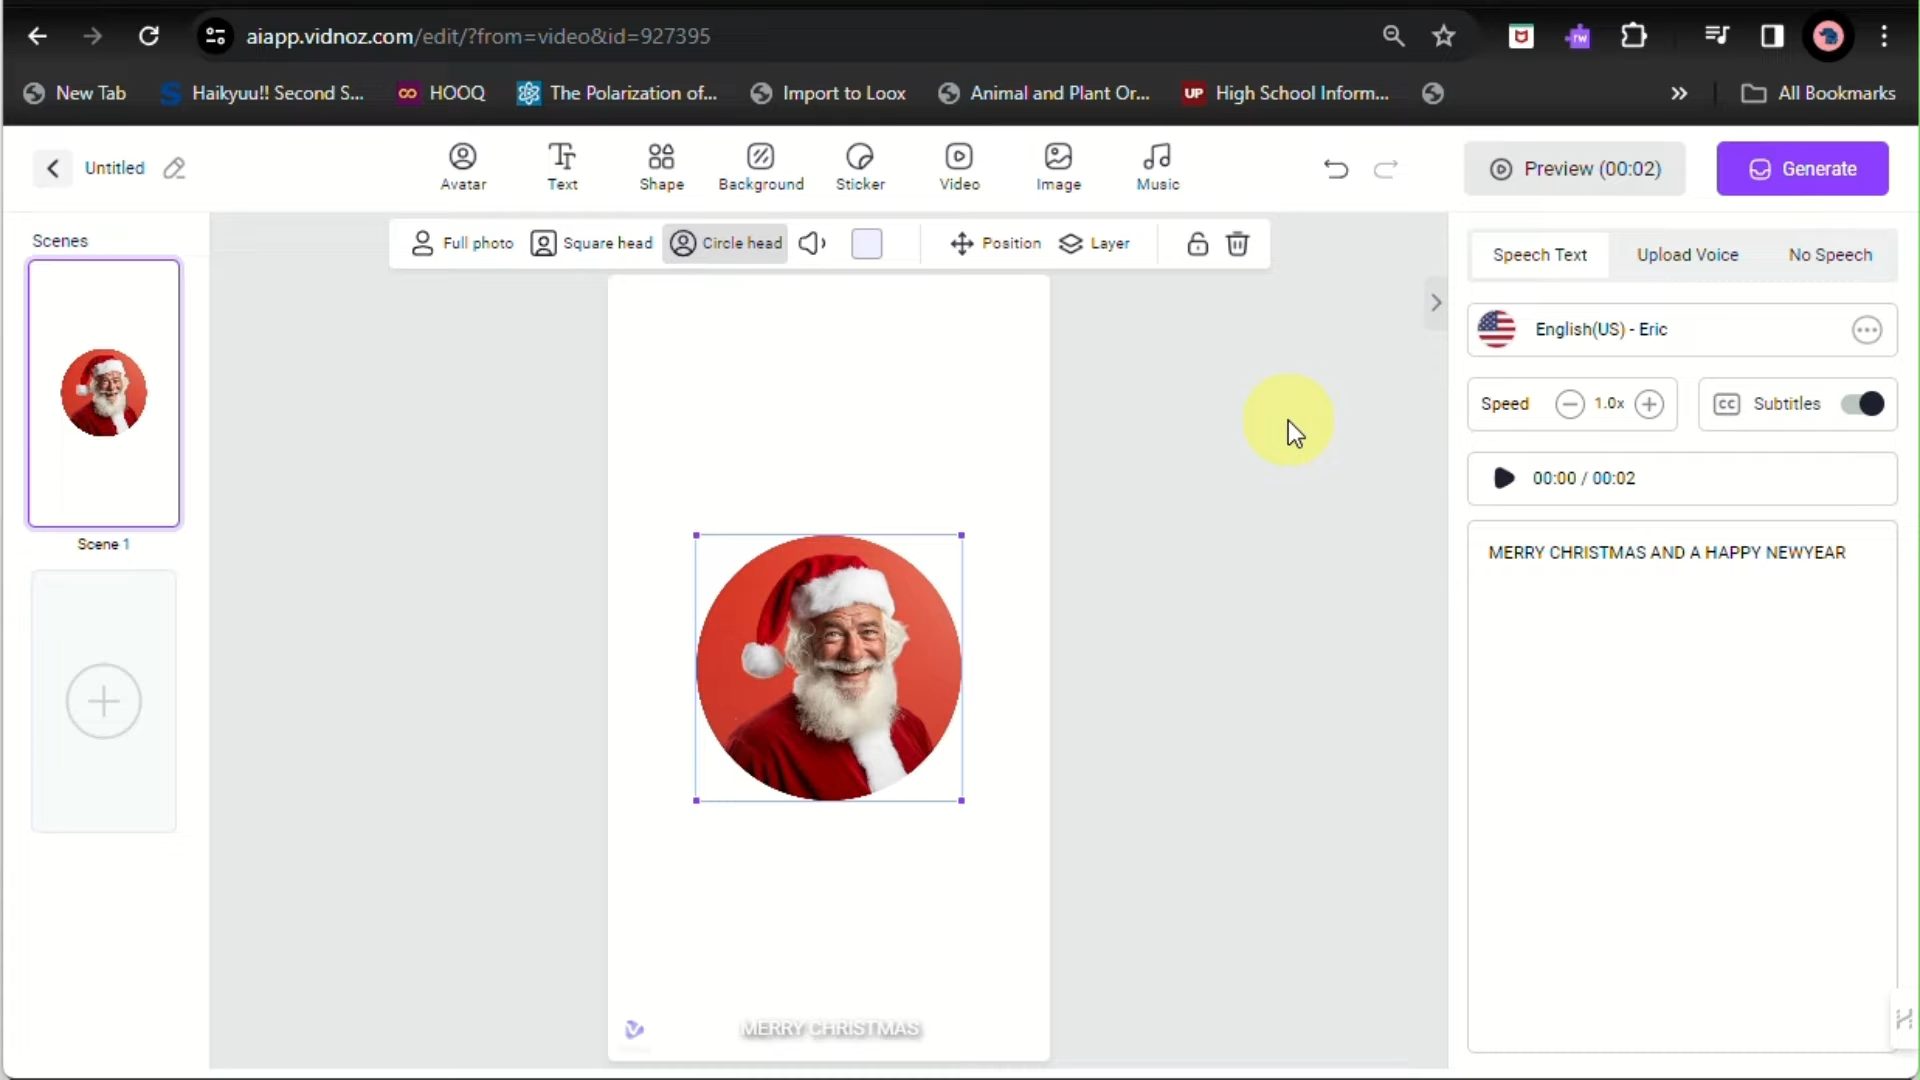 aiapp.vidnoz.com/edit/?from=video&id=927395
New Tab
Haikyuu!! Second S...
HOOQ
The Polarization of...
Import to Loox
Animal and Plant Or...
UP
High School Inform...
»
All Bookmarks
rw
Untitled
Avatar
Text
Shape
Background
Sticker
Video
Image
Music
Preview (00:02)
Generate
Scenes
Full photo
Square head
Circle head
Position
Layer
Speech Text
Upload Voice
No Speech
English(US) - Eric
Speed
1.0x
CC
Subtitles
00:00 / 00:02
MERRY CHRISTMAS AND A HAPPY NEWYEAR
Scene 1
MERRY CHRISTMAS